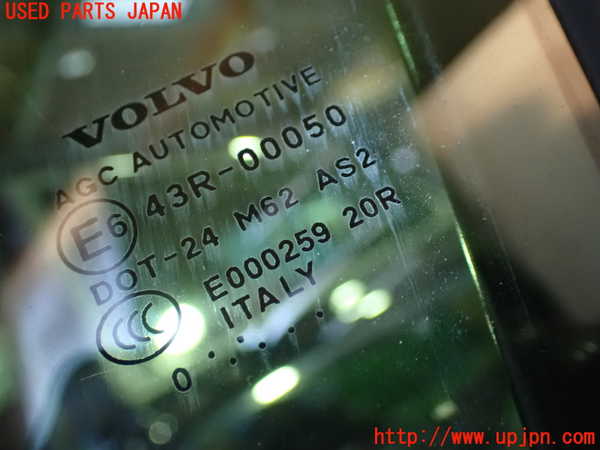 USED PARTS JAPAN
VOLVO
AGC AUTOMOTIVE
E6 43R-00050
DOT-24 M62 AS2
E000259 20R
CCC ITALY
0 ..:...
http://www.upjpn.com/